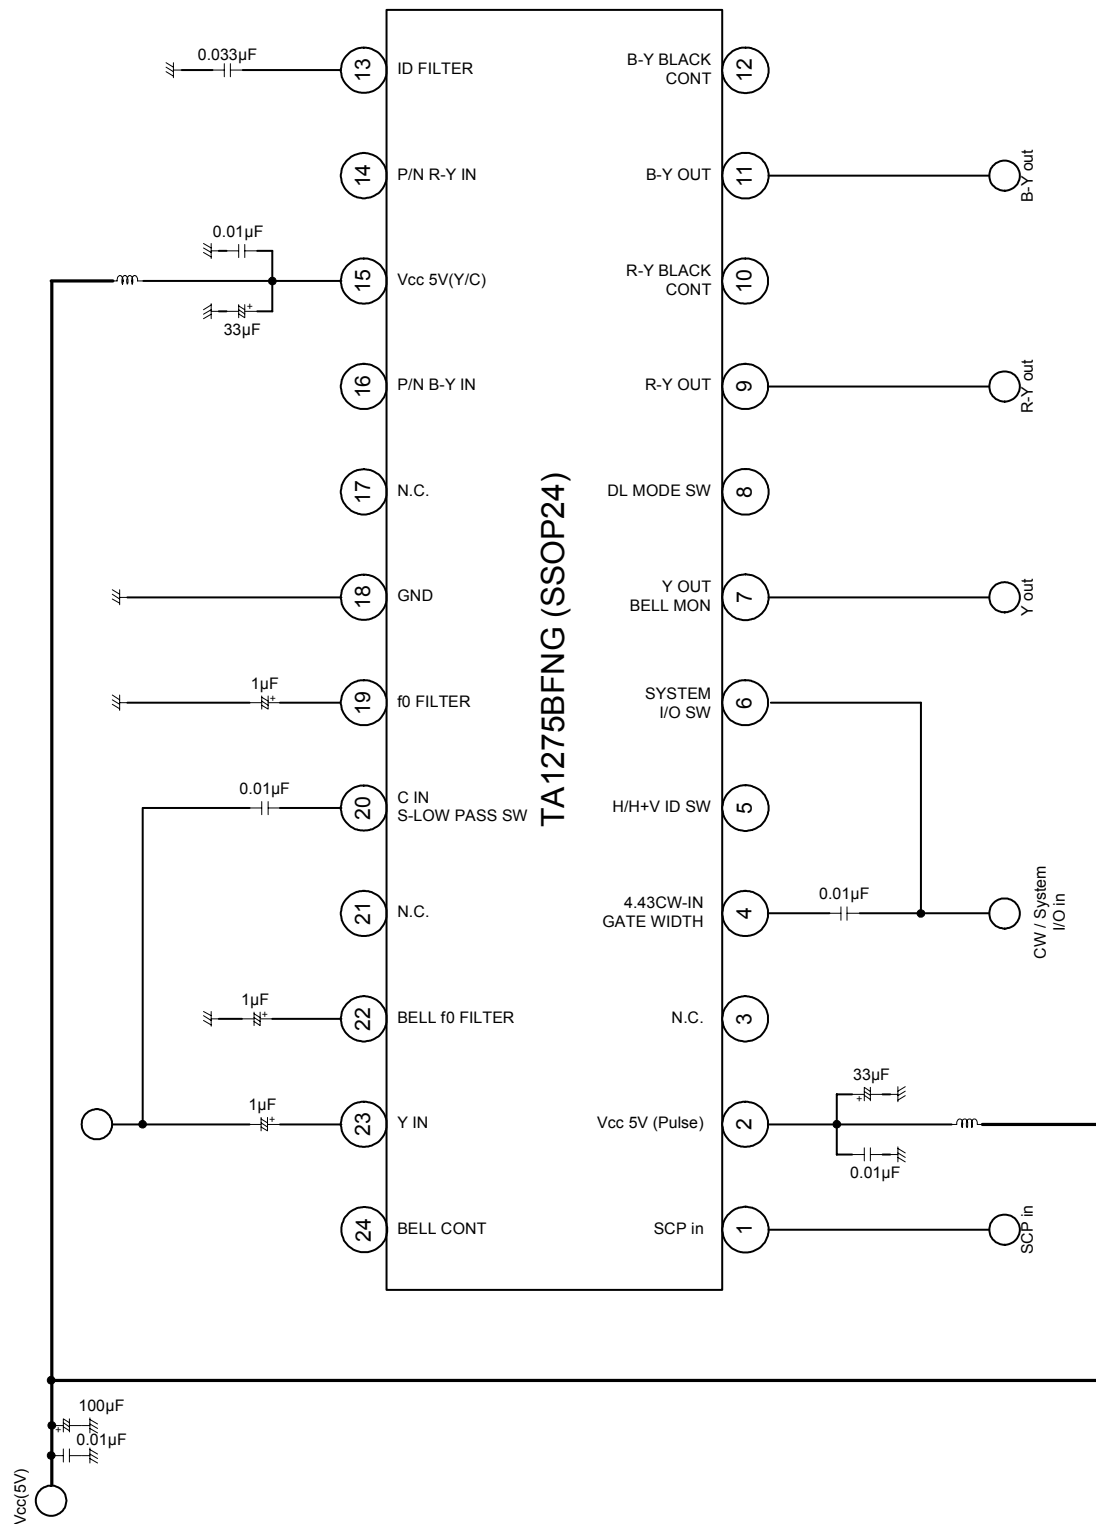 0.033µF
13
ID FILTER
B-Y BLACK
CONT
12
14
P/N R-Y IN
B-Y OUT
11
B-Y out
0.01µF
15
Vcc 5V(Y/C)
+
33µF
R-Y BLACK
CONT
10
16
P/N B-Y IN
R-Y OUT
9
R-Y out
17
N.C.
DL MODE SW
8
TA1275BFNG (SSOP24)
18
GND
Y OUT
BELL MON
7
Y out
1µF
+
19
f0 FILTER
SYSTEM
I/O SW
6
0.01µF
20
C IN
S-LOW PASS SW
H/H+V ID SW
5
21
N.C.
4.43CW-IN
GATE WIDTH
4
0.01µF
CW / System
I/O in
1µF
+
22
BELL f0 FILTER
N.C.
3
1µF
+
23
Y IN
Vcc 5V (Pulse)
2
33µF
+
0.01µF
24
BELL CONT
SCP in
1
SCP in
100µF
+
0.01µF
Vcc(5V)